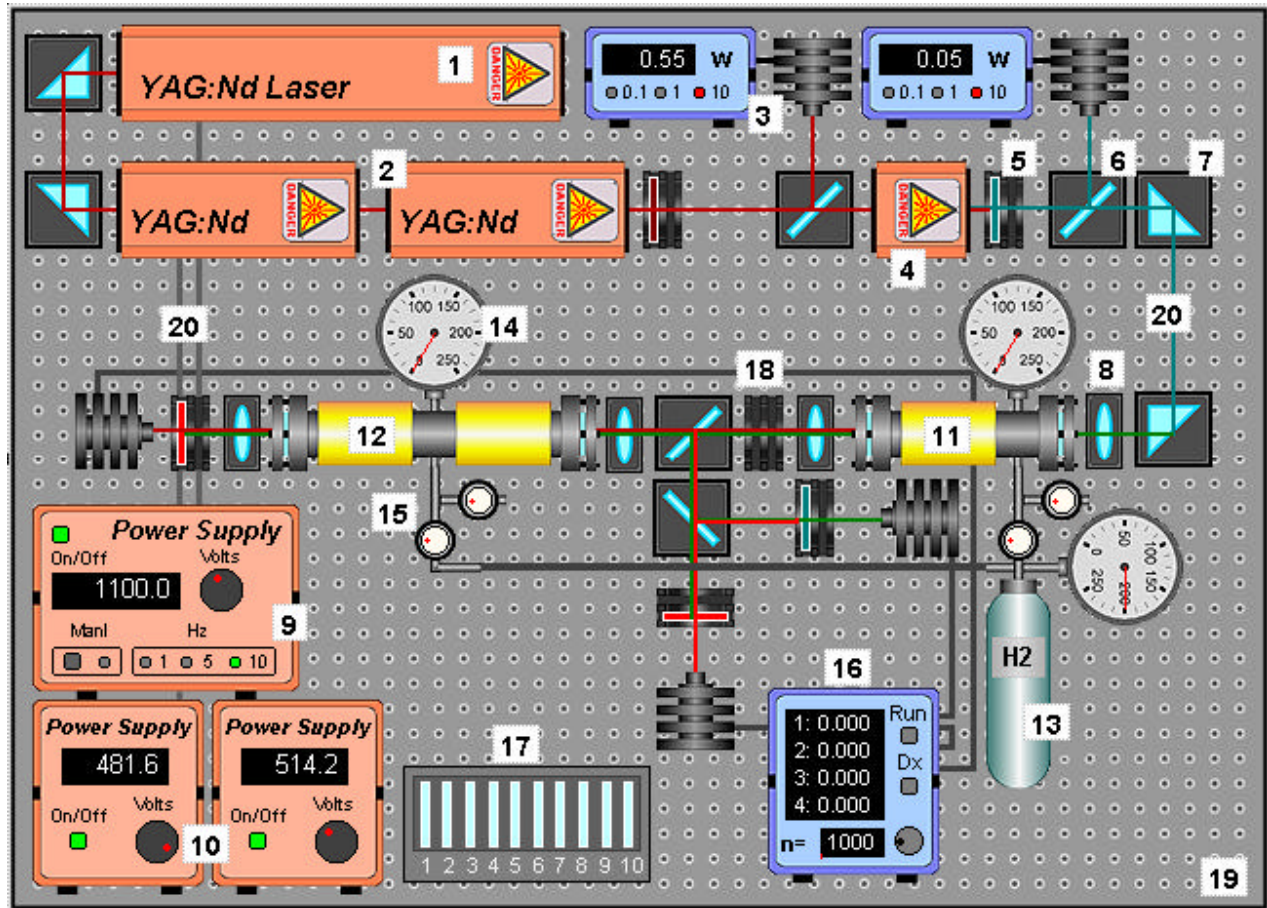 1
YAG:Nd Laser
DANGER
0.55 W
0.1 1 10
3
0.05 W
0.1 1 10
2
YAG:Nd
DANGER
YAG:Nd
DANGER
DANGER
4
5
6
7
20
14
0 50 100 150 200 250
18
0 50 100 150 200 250
20
8
12
11
15
Power Supply
On/Off
Volts
1100.0
Manl
Hz
1 5 10
9
0 50 100 150 200 250
H2
13
16
1: 0.000
2: 0.000
3: 0.000
4: 0.000
Run
Dx
n= 1000
Power Supply
481.6
On/Off
Volts
10
Power Supply
514.2
On/Off
Volts
17
1 2 3 4 5 6 7 8 9 10
19